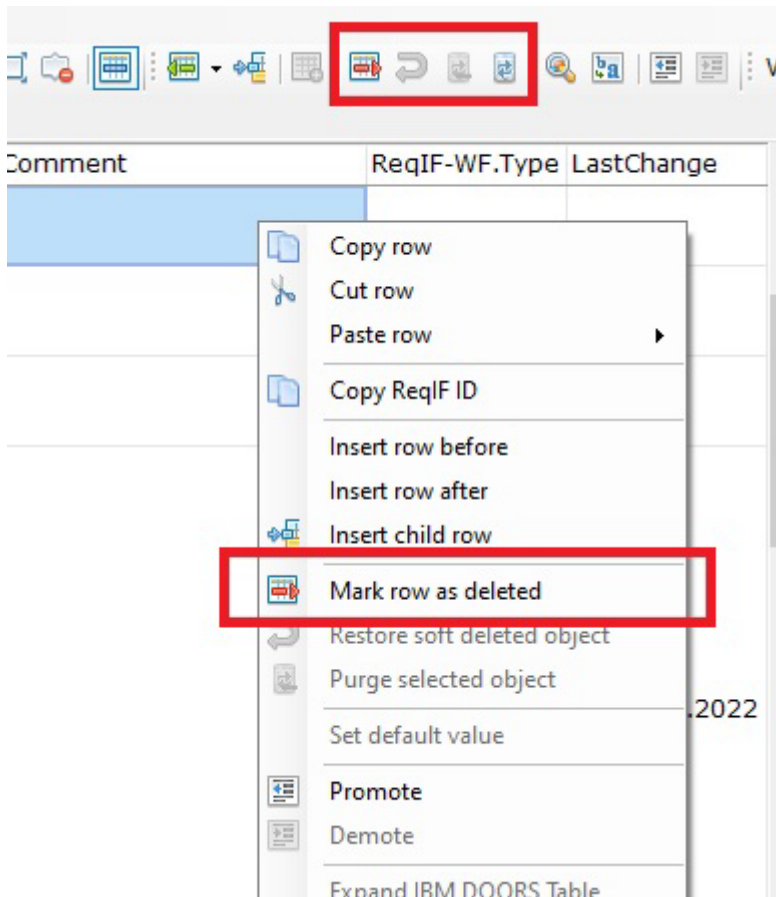 Comment ReqIF-WF.Type LastChange
Copy row
Cut row
Paste row
Copy ReqIF ID
Insert row before
Insert row after
Insert child row
Mark row as deleted
Restore soft deleted object
Purge selected object
.2022
Set default value
Promote
Demote
Expand IBM DOORS Table